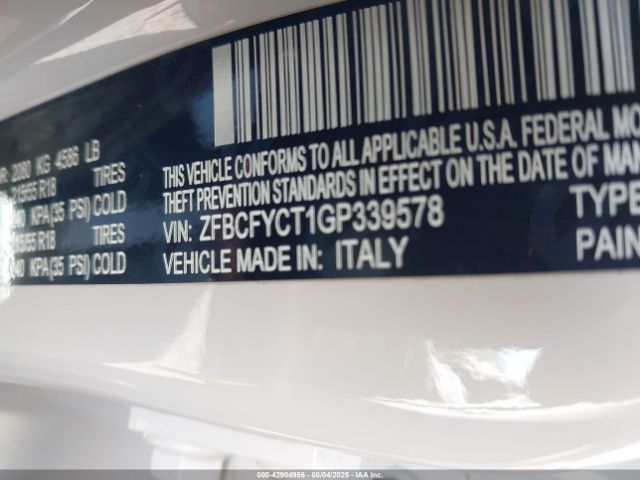 2080 KG 4586 LB
TIRES
KPA(35 PSI) COLD
TIRES
KPA(35 PSI) COLD
THIS VEHICLE CONFORMS TO ALL APPLICABLE U.S.A. FEDERAL MO
THEFT PREVENTION STANDARDS IN EFFECT ON THE DATE OF MAN
VIN: ZFBCFYCT1GP339578 TYPE
VEHICLE MADE IN: ITALY PAIN
000-42904956 - 08/04/2025 - IAA Inc.